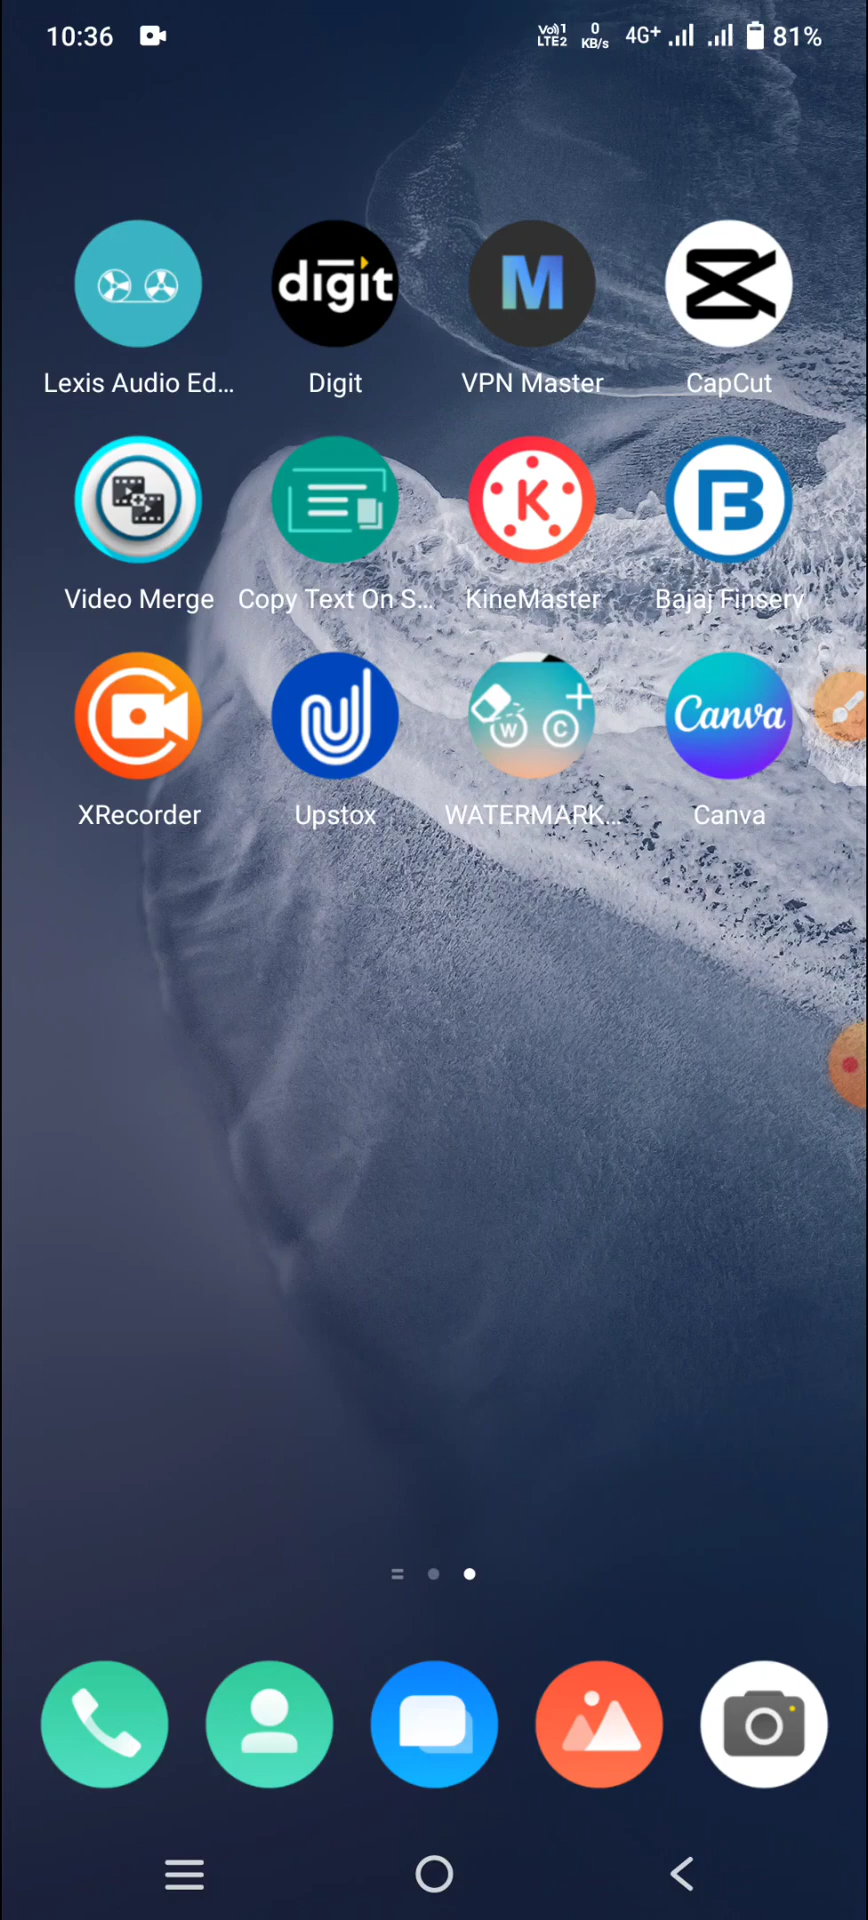 10:36
Vo))1
LTE2
0
KB/s
4G+
81%
digit
M
K
B
Lexis Audio Ed...
Digit
VPN Master
CapCut
Video Merge
Copy Text On S...
KineMaster
Bajaj Finserv
W
C
Canva
XRecorder
Upstox
WATERMARK...
Canva